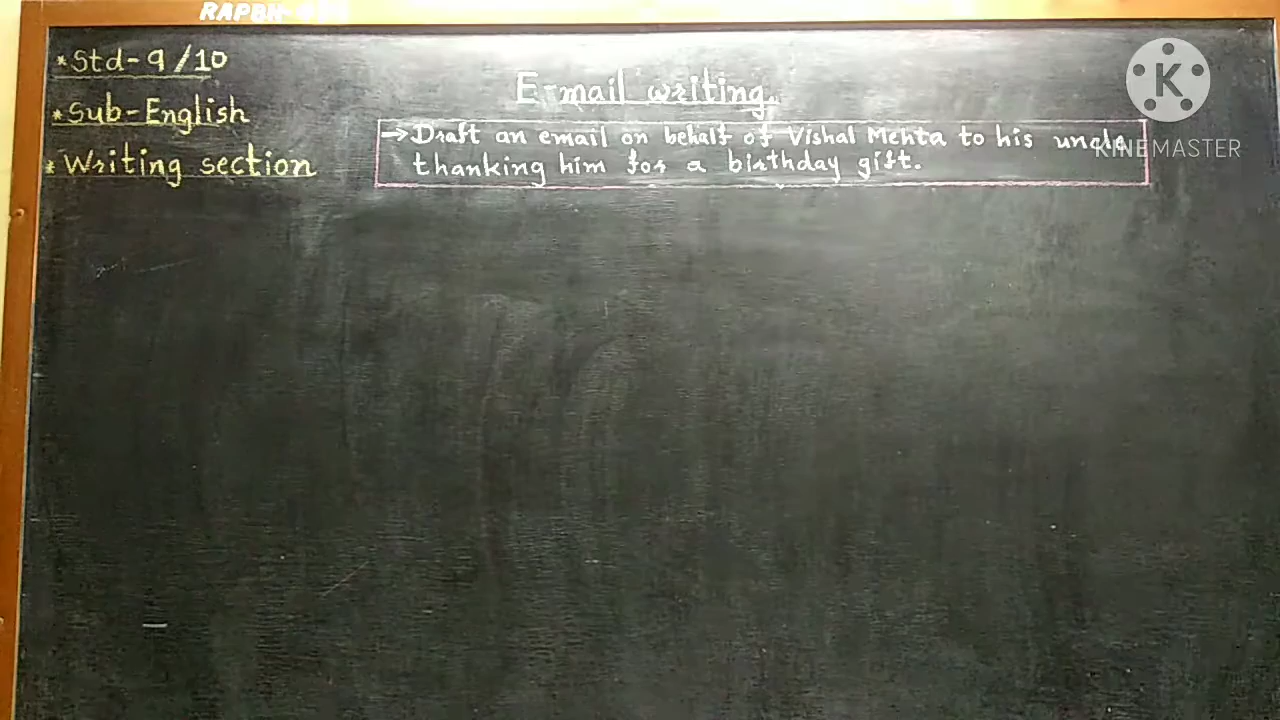 *Std-9/10
*Sub-English
*Writing section
E-mail writing.
→Draft an email on behalf of Vishal Mehta to his uncle
thanking him for a birthday gift.
K
KINEMASTER